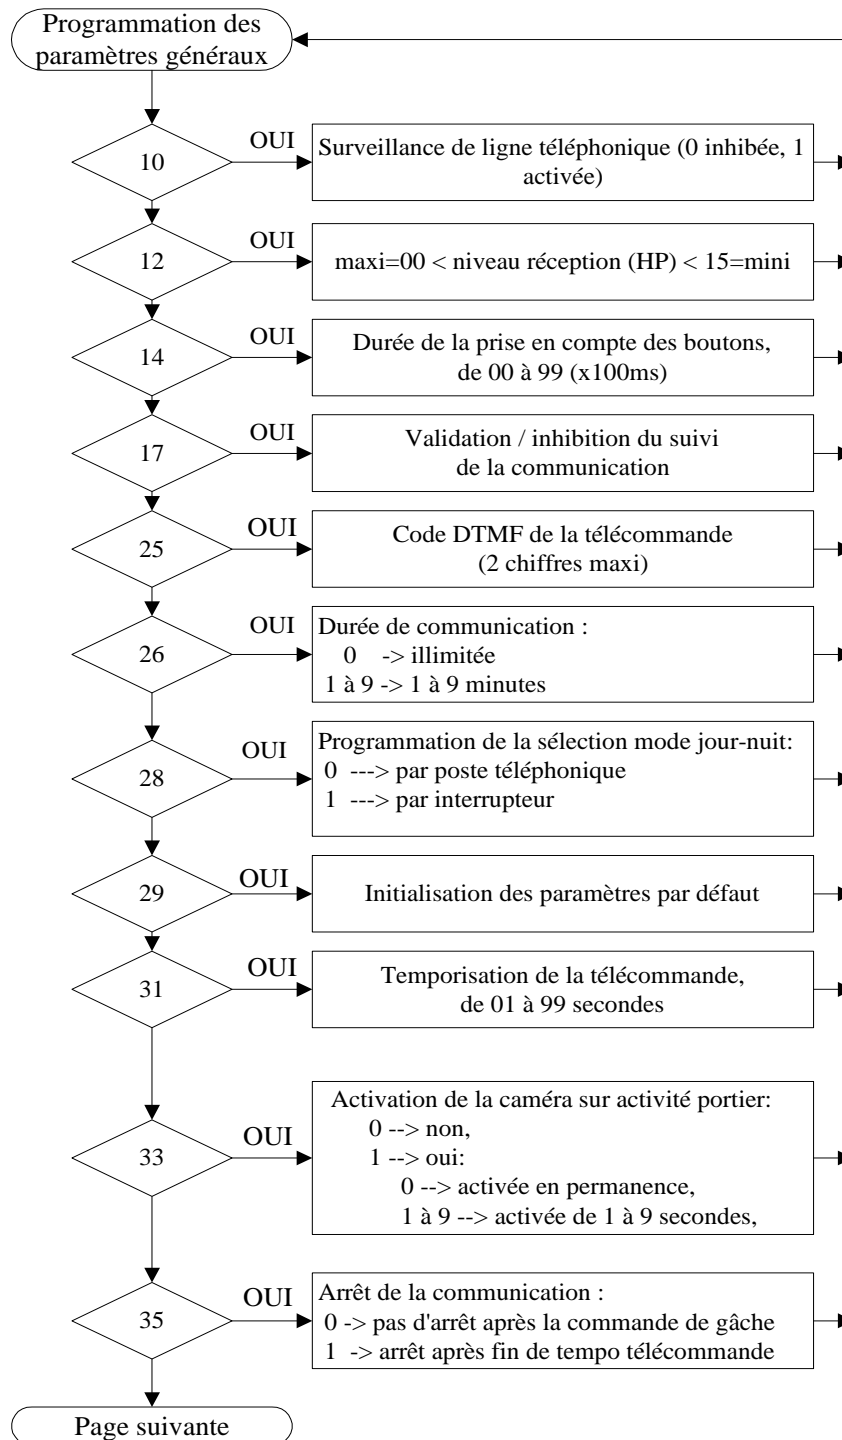 Programmation des
paramètres généraux
10
OUI
Surveillance de ligne téléphonique (0 inhibée, 1
activée)
12
OUI
maxi=00 < niveau réception (HP) < 15=mini
14
OUI
Durée de la prise en compte des boutons,
de 00 à 99 (x100ms)
17
OUI
Validation / inhibition du suivi
de la communication
25
OUI
Code DTMF de la télécommande
(2 chiffres maxi)
26
OUI
Durée de communication :
0 -> illimitée
1 à 9 -> 1 à 9 minutes
28
OUI
Programmation de la sélection mode jour-nuit:
0 ---> par poste téléphonique
1 ---> par interrupteur
29
OUI
Initialisation des paramètres par défaut
31
OUI
Temporisation de la télécommande,
de 01 à 99 secondes
33
OUI
Activation de la caméra sur activité portier:
0 --> non,
1 --> oui:
0 --> activée en permanence,
1 à 9 --> activée de 1 à 9 secondes,
35
OUI
Arrêt de la communication :
0 -> pas d'arrêt après la commande de gâche
1 -> arrêt après fin de tempo télécommande
Page suivante